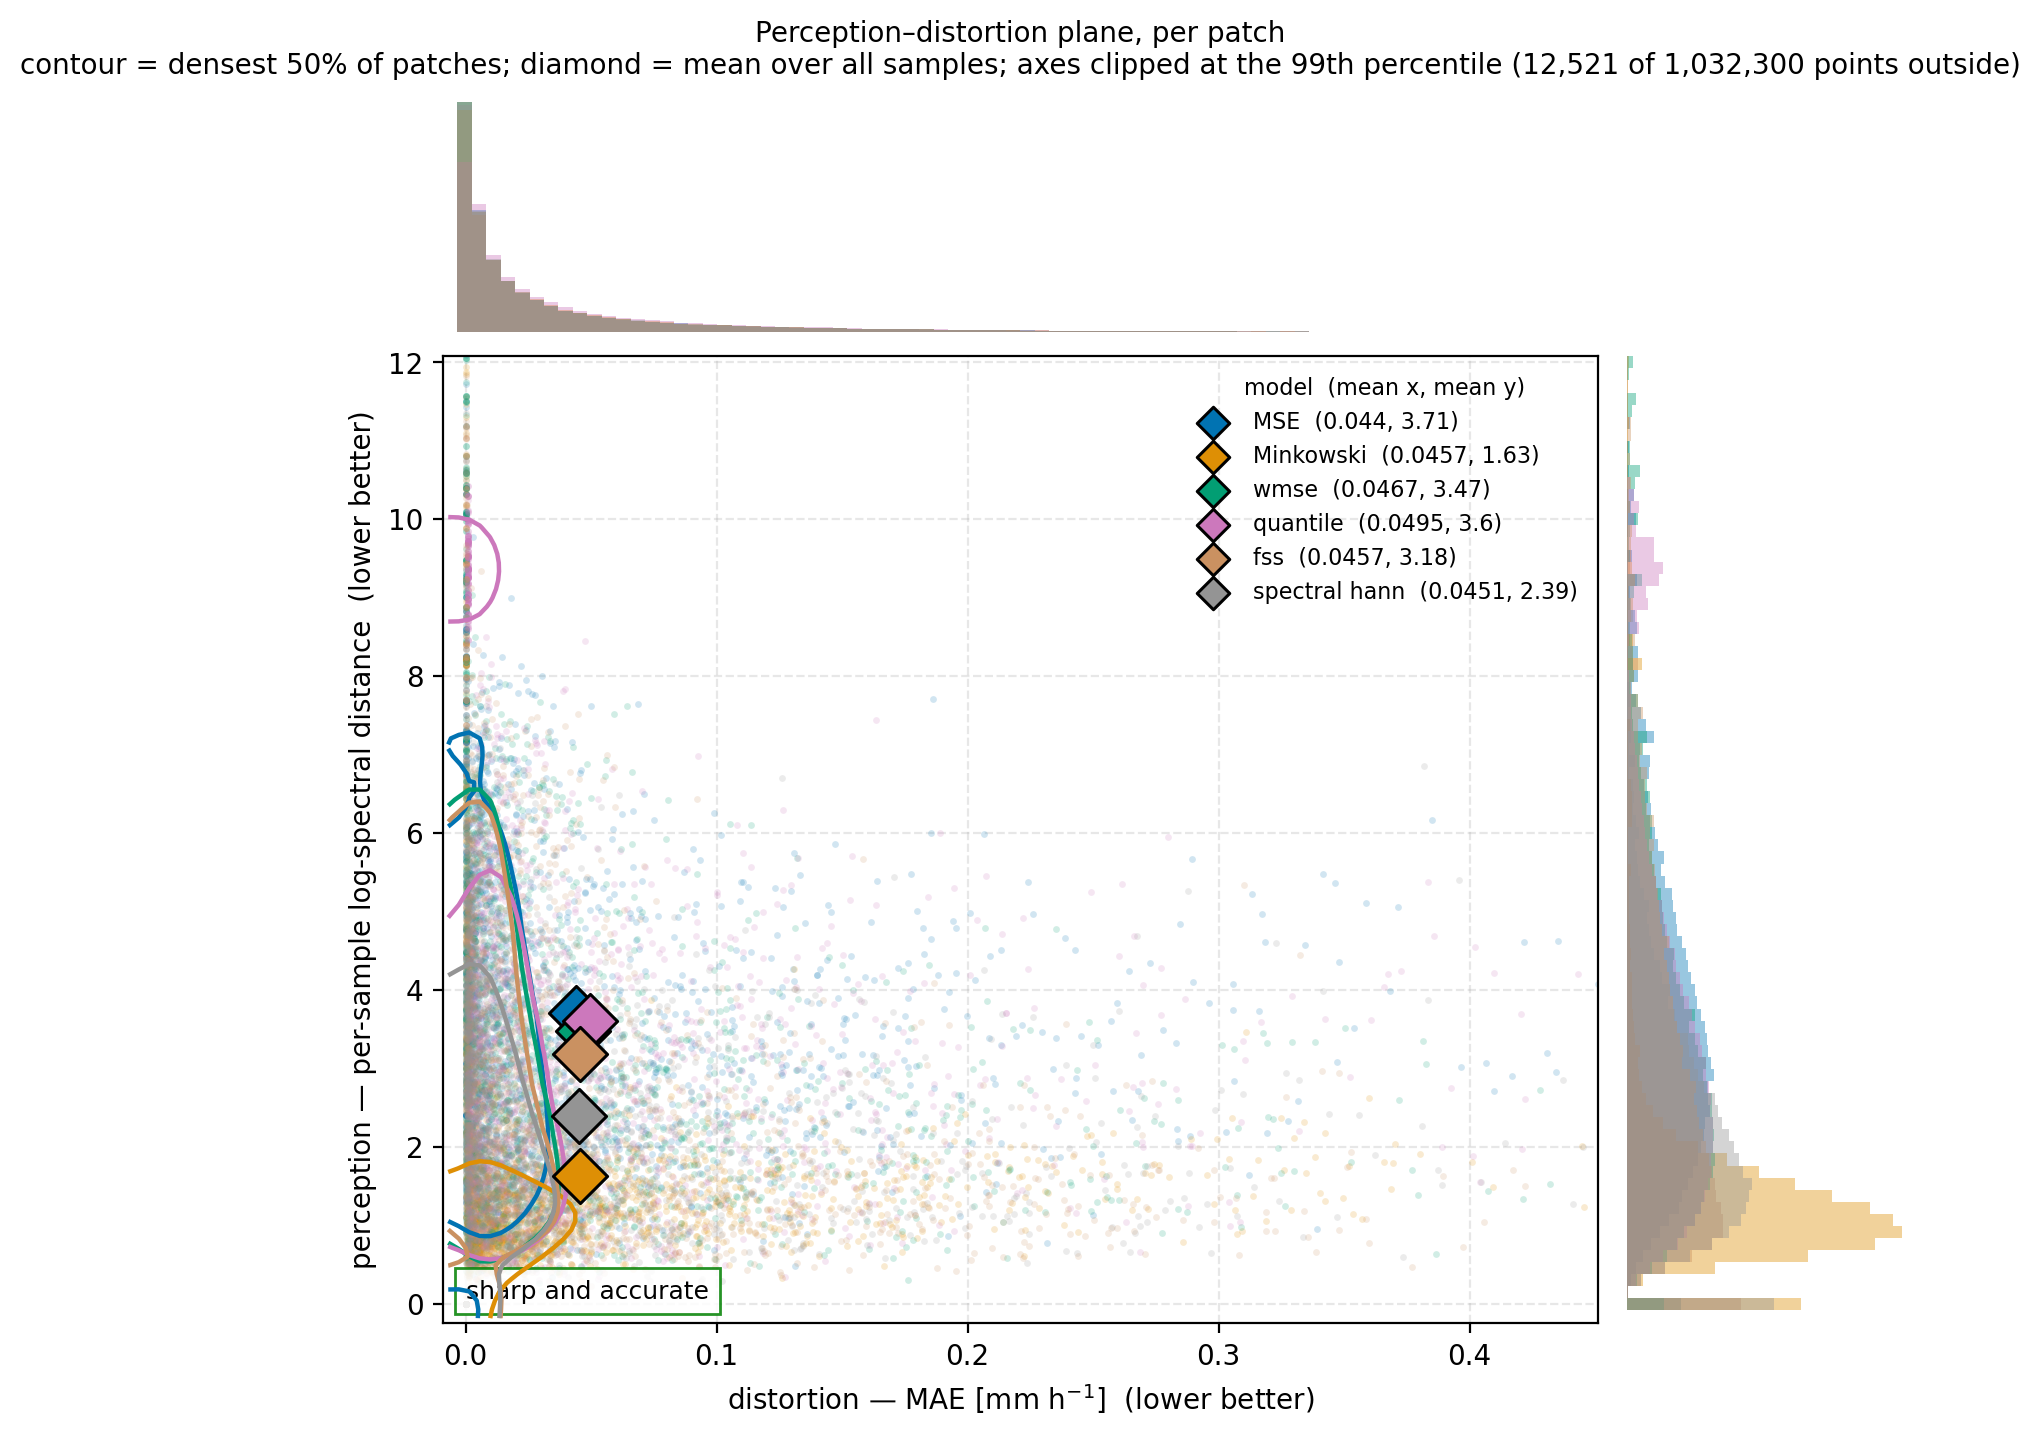 Perception–distortion plane, per patch
contour = densest 50% of patches; diamond = mean over all samples; axes clipped at the 99th percentile (12,521 of 1,032,300 points outside)
12
10
8
6
4
2
0
perception — per-sample log-spectral distance  (lower better)
model  (mean x, mean y)
MSE  (0.044, 3.71)
Minkowski  (0.0457, 1.63)
wmse  (0.0467, 3.47)
quantile  (0.0495, 3.6)
fss  (0.0457, 3.18)
spectral hann  (0.0451, 2.39)
sharp and accurate
0.0 0.1 0.2 0.3 0.4
distortion — MAE [mm h⁻¹]  (lower better)